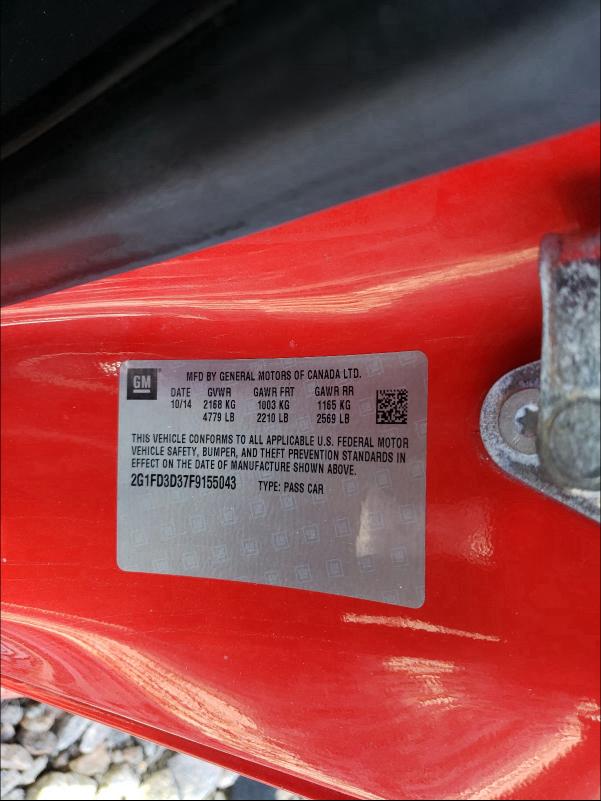 GM
MFD BY GENERAL MOTORS OF CANADA LTD.
DATE GVWR GAWR FRT GAWR RR
10/14 2168 KG 1003 KG 1165 KG
4779 LB 2210 LB 2569 LB
THIS VEHICLE CONFORMS TO ALL APPLICABLE U.S. FEDERAL MOTOR
VEHICLE SAFETY, BUMPER, AND THEFT PREVENTION STANDARDS IN
EFFECT ON THE DATE OF MANUFACTURE SHOWN ABOVE.
2G1FD3D37F9155043 TYPE: PASS CAR